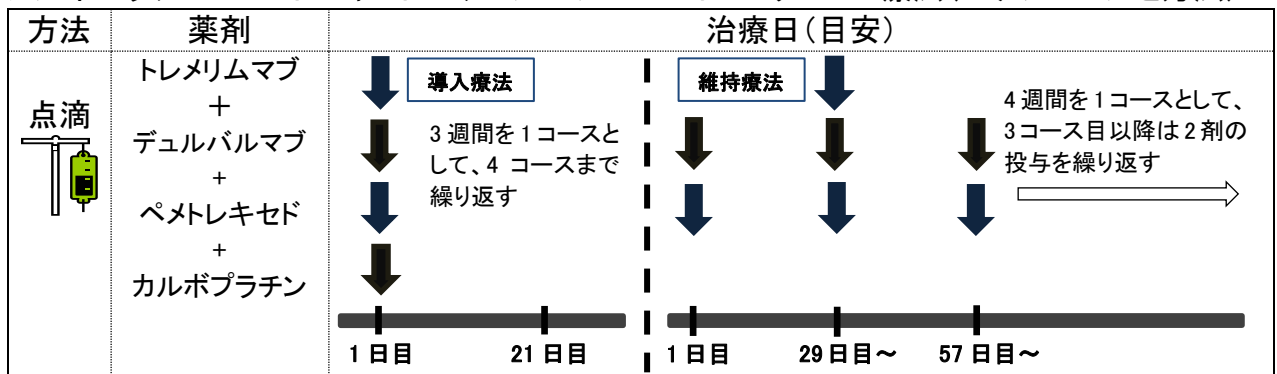 方法
薬剤
治療日（目安）
点滴
トレメリムマブ
＋
デュルバルマブ
+
ペメトレキセド
+
カルボプラチン
導入療法
3 週間を 1 コースと
して、4 コースまで
繰り返す
維持療法
4 週間を 1 コースとして、
3コース目以降は 2 剤の
投与を繰り返す
1 日目
21 日目
1 日目
29 日目～
57 日目～